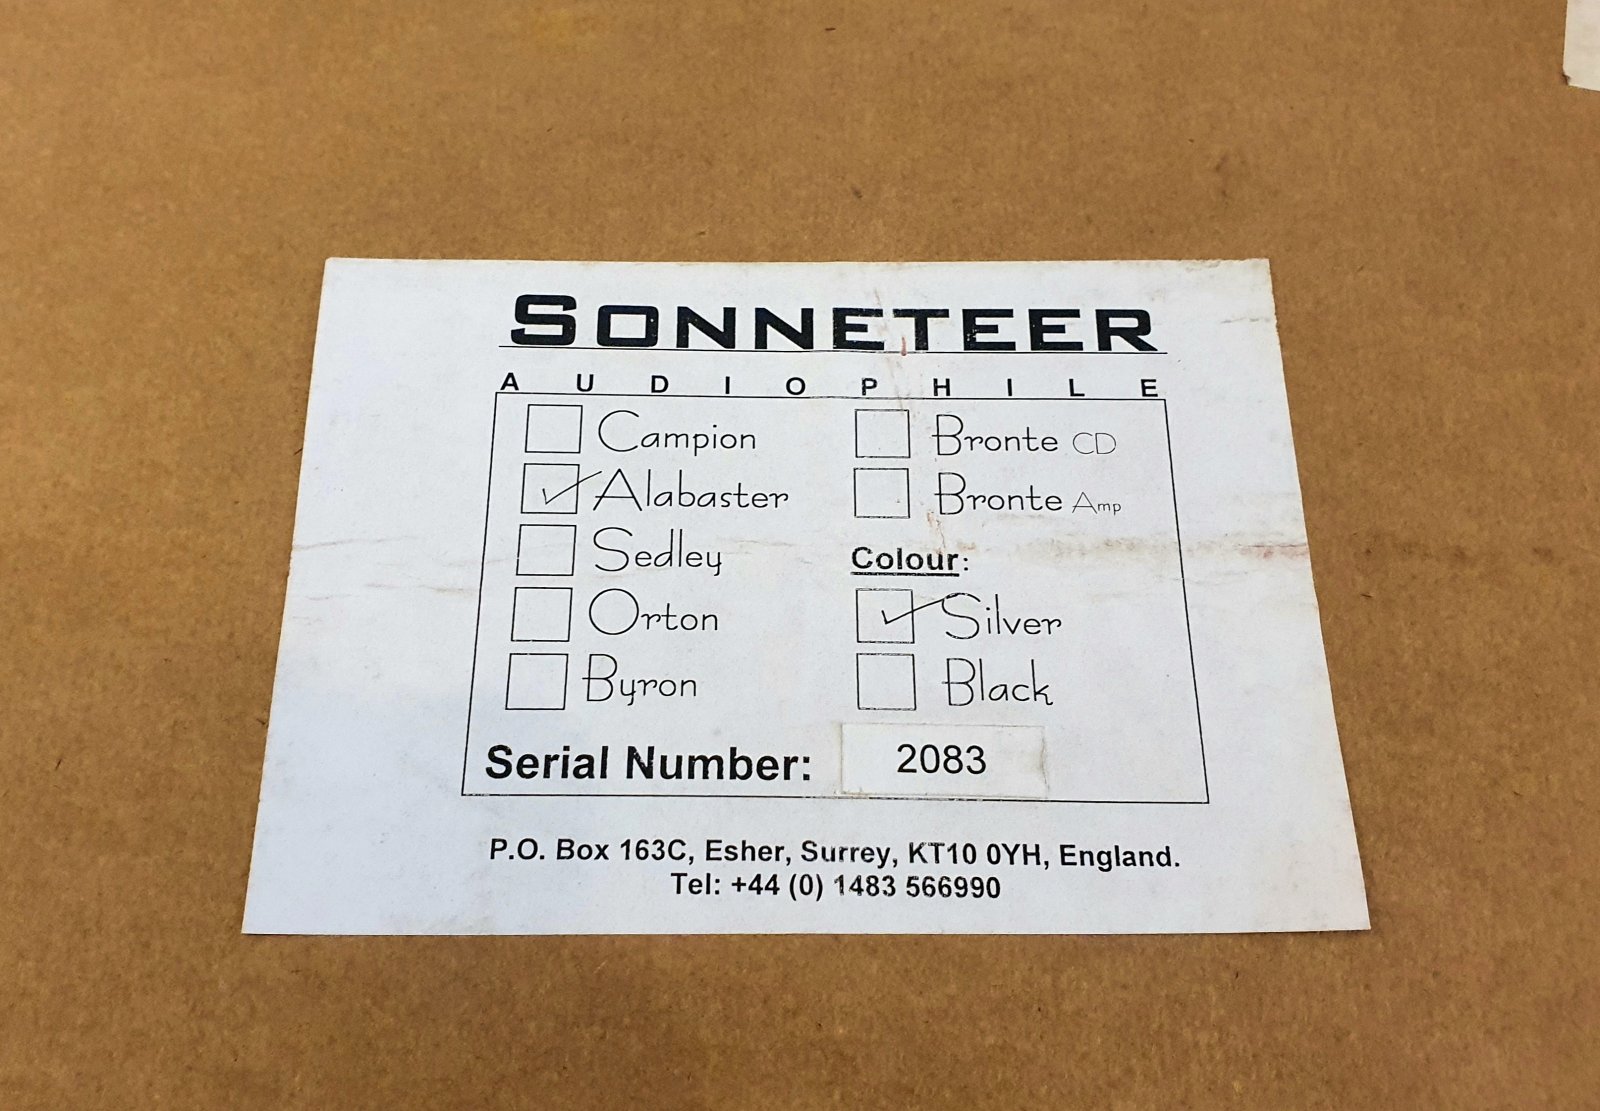 SONNETEER
AUDIOPHILE
Campion
Alabaster
Sedley
Orton
Byron
Bronte CD
Bronte Amp
Colour:
Silver
Black
Serial Number: 2083
P.O. Box 163C, Esher, Surrey, KT10 0YH, England.
Tel: +44 (0) 1483 566990